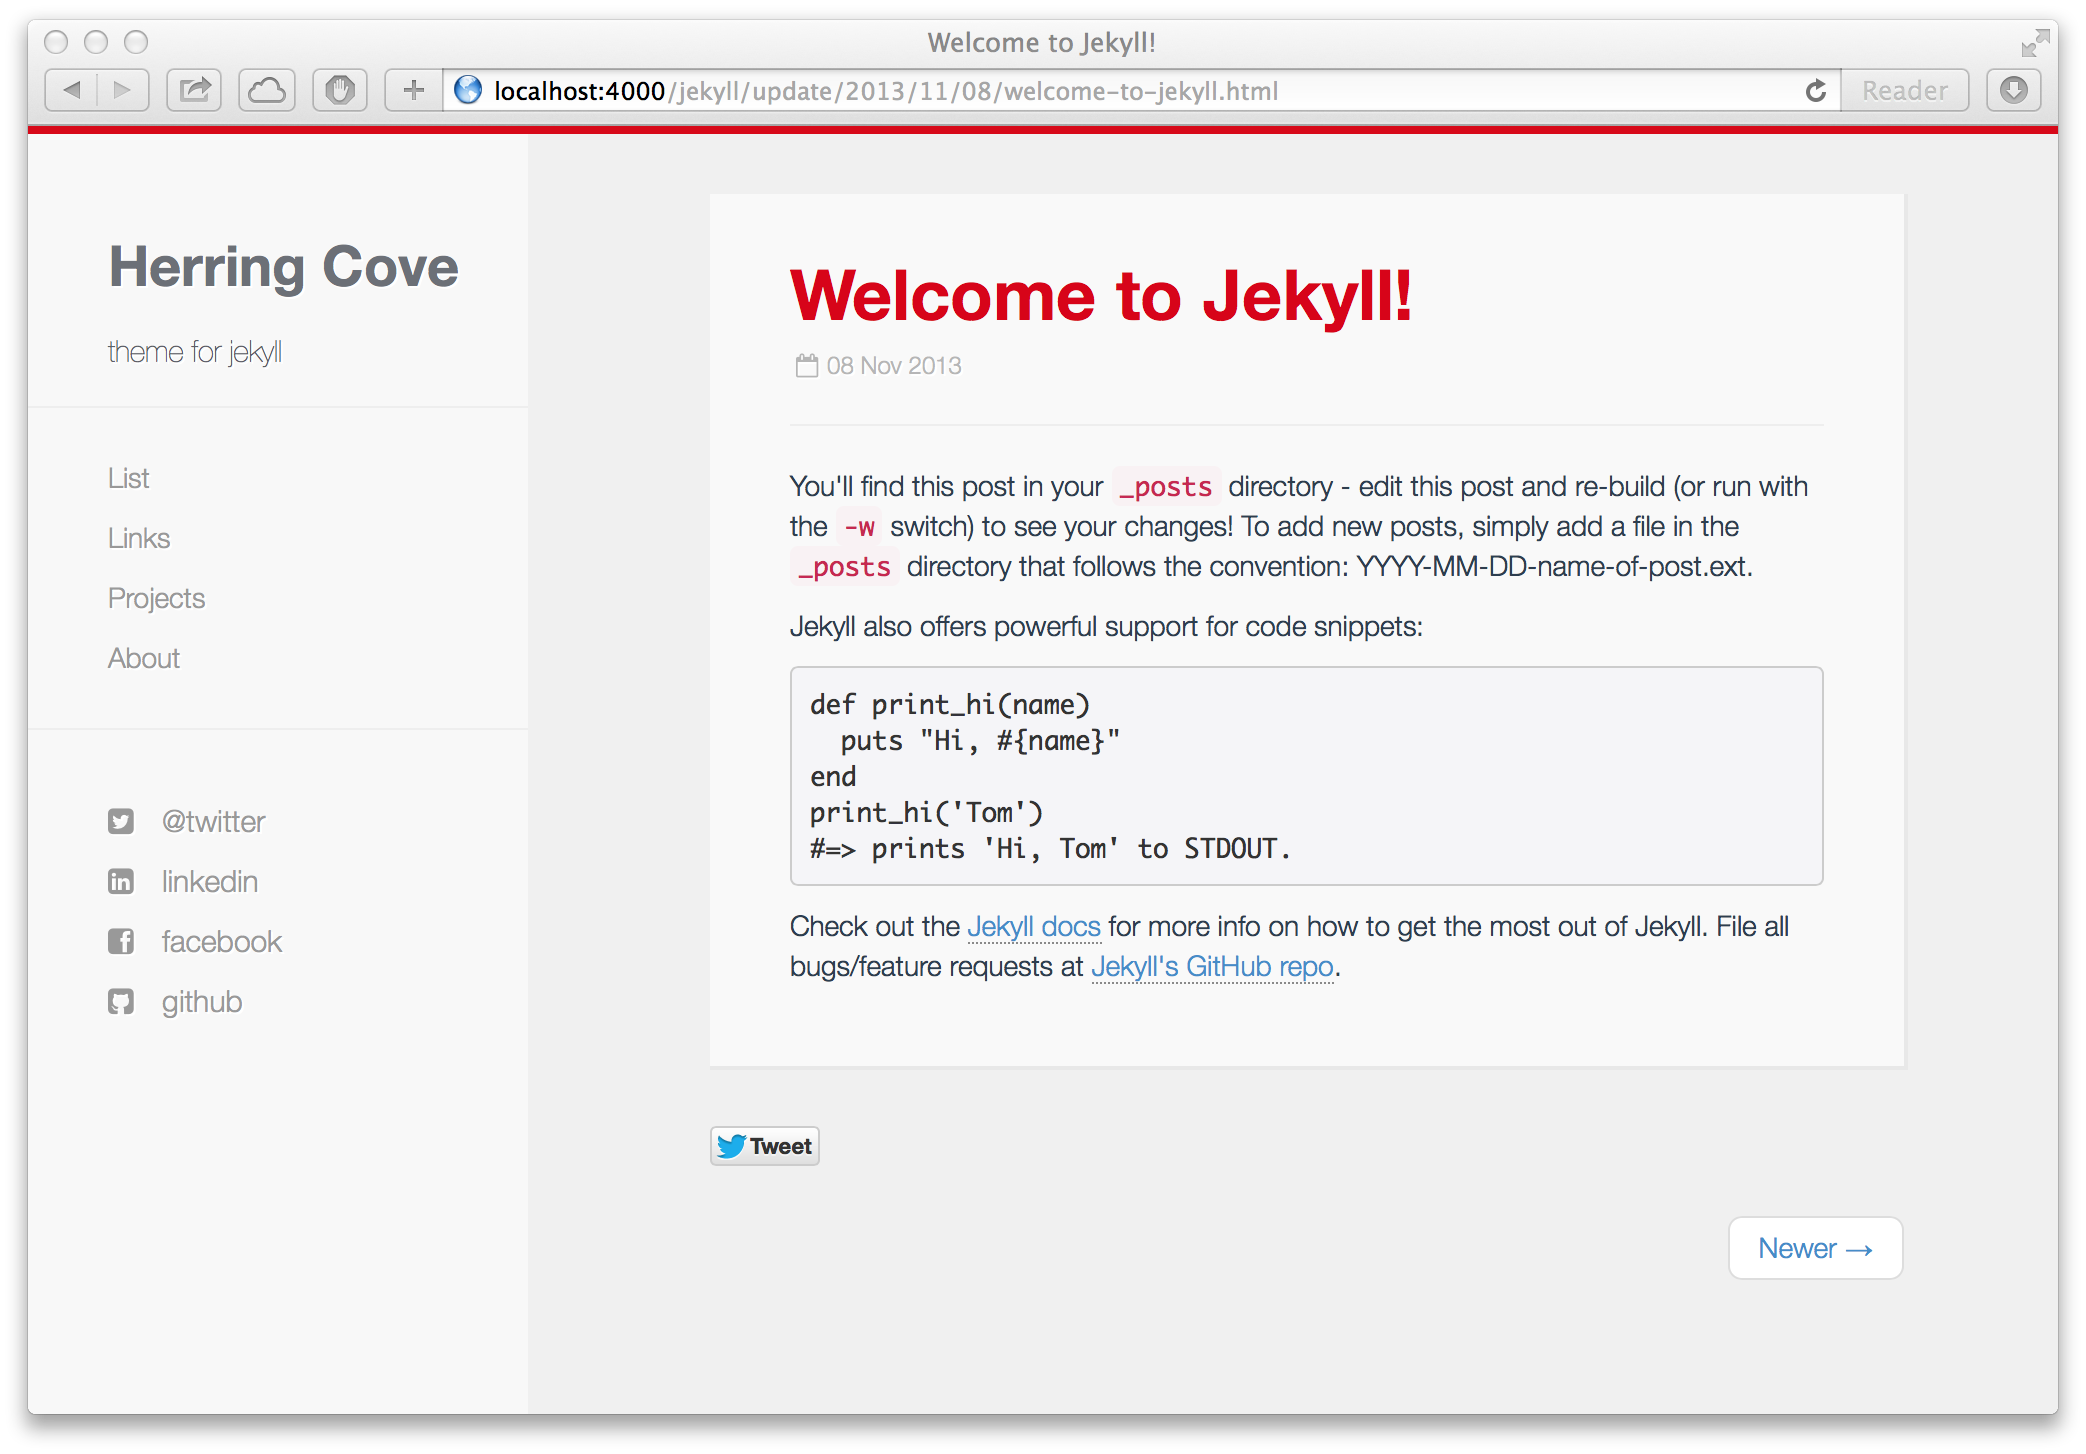 Welcome to Jekyll!
localhost:4000/jekyll/update/2013/11/08/welcome-to-jekyll.html
Reader
Herring Cove
theme for jekyll
List
Links
Projects
About
@twitter
linkedin
facebook
github
Welcome to Jekyll!
08 Nov 2013
You'll find this post in your _posts directory - edit this post and re-build (or run with
the -w switch) to see your changes! To add new posts, simply add a file in the
_posts directory that follows the convention: YYYY-MM-DD-name-of-post.ext.
Jekyll also offers powerful support for code snippets:
def print_hi(name)
  puts "Hi, #{name}"
end
print_hi('Tom')
#=> prints 'Hi, Tom' to STDOUT.
Check out the Jekyll docs for more info on how to get the most out of Jekyll. File all
bugs/feature requests at Jekyll's GitHub repo.
Tweet
Newer →